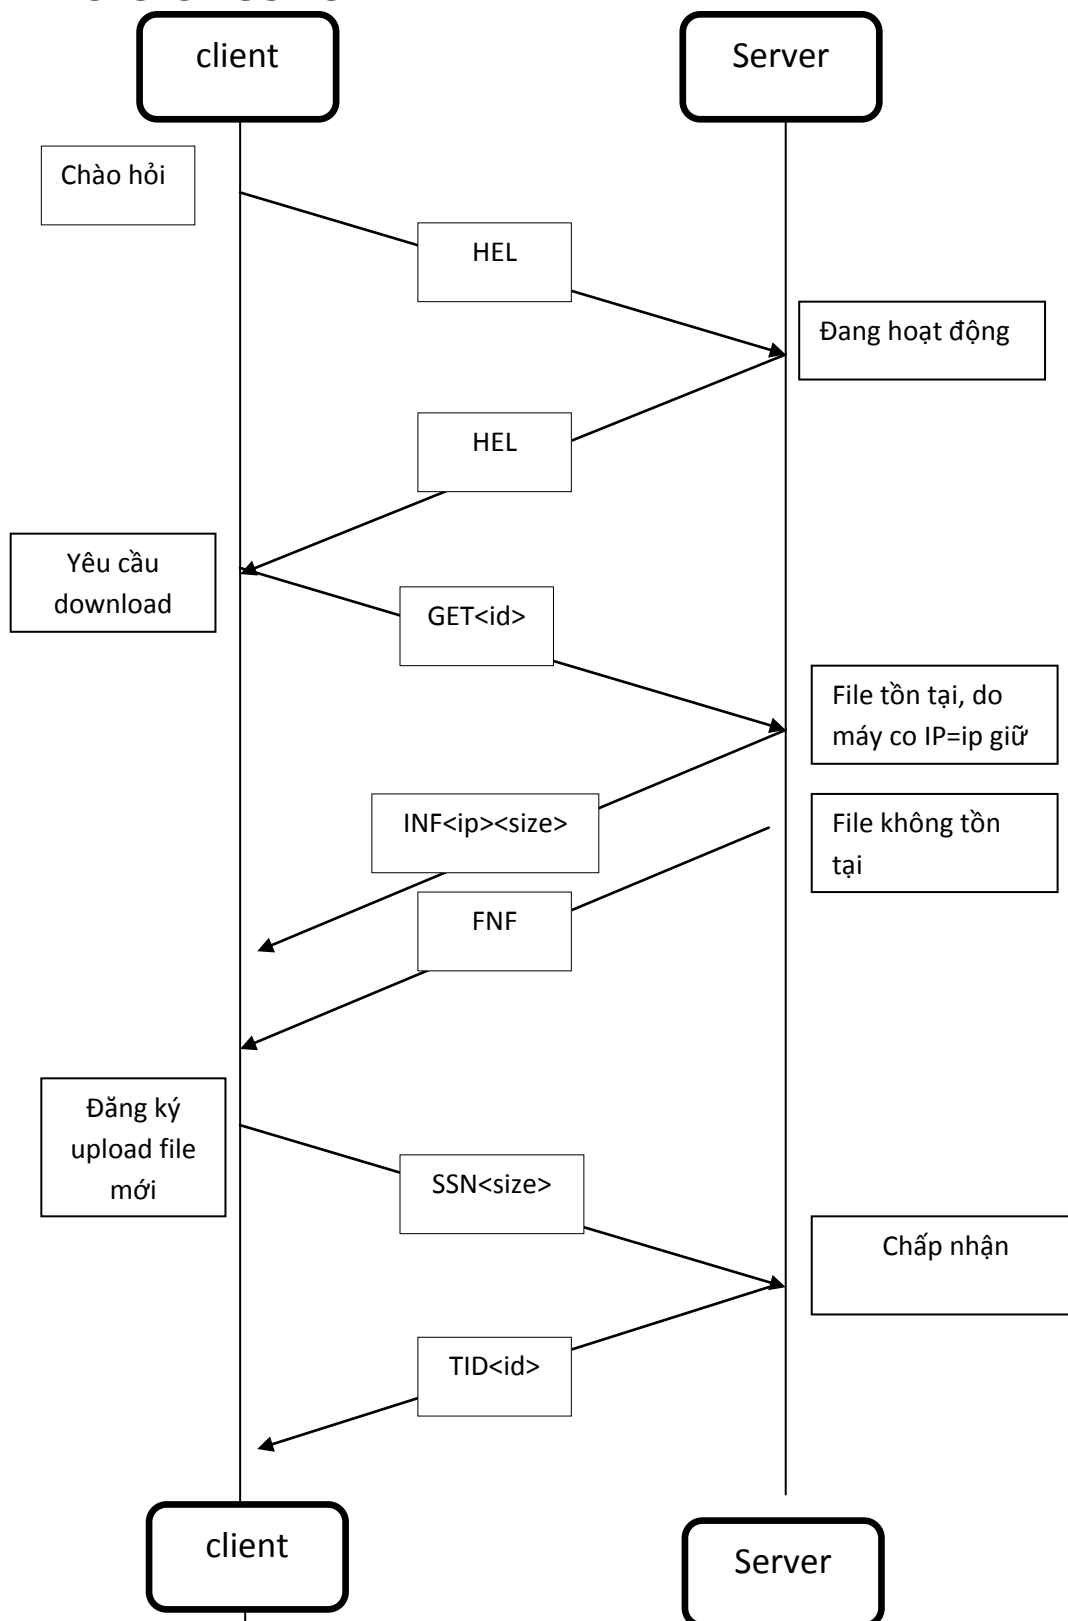 client
Server
Chào hỏi
HEL
Đang hoạt động
HEL
Yêu cầu
download
GET<id>
File tồn tại, do
máy co IP=ip giữ
INF<ip><size>
File không tồn
tại
FNF
Đăng ký
upload file
mới
SSN<size>
Chấp nhận
TID<id>
client
Server